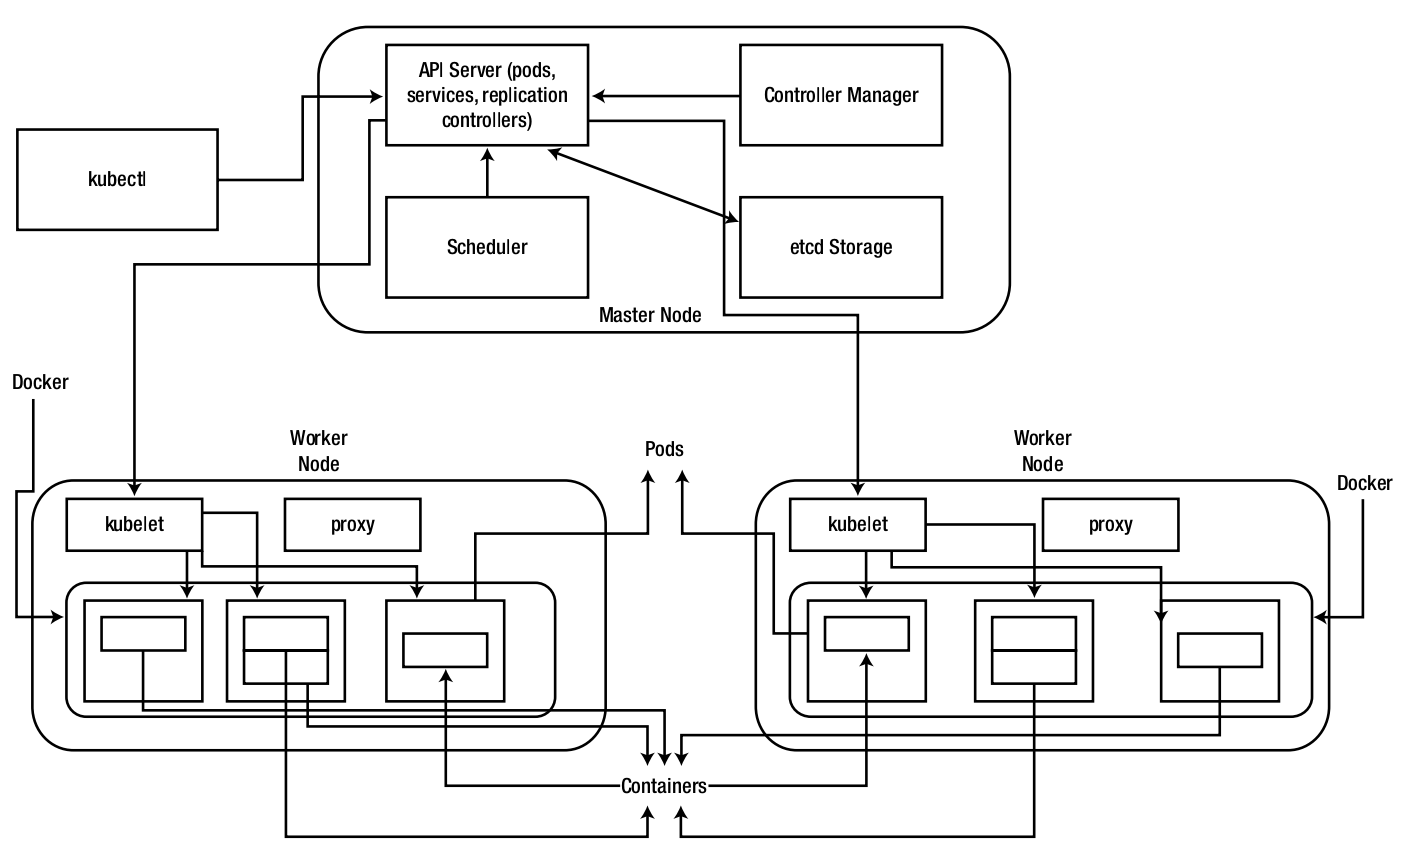 API Server (pods,
services, replication
controllers)
Controller Manager
kubectl
Scheduler
etcd Storage
Master Node
Docker
Worker
Node
Pods
Worker
Node
Docker
kubelet
proxy
kubelet
proxy
Containers